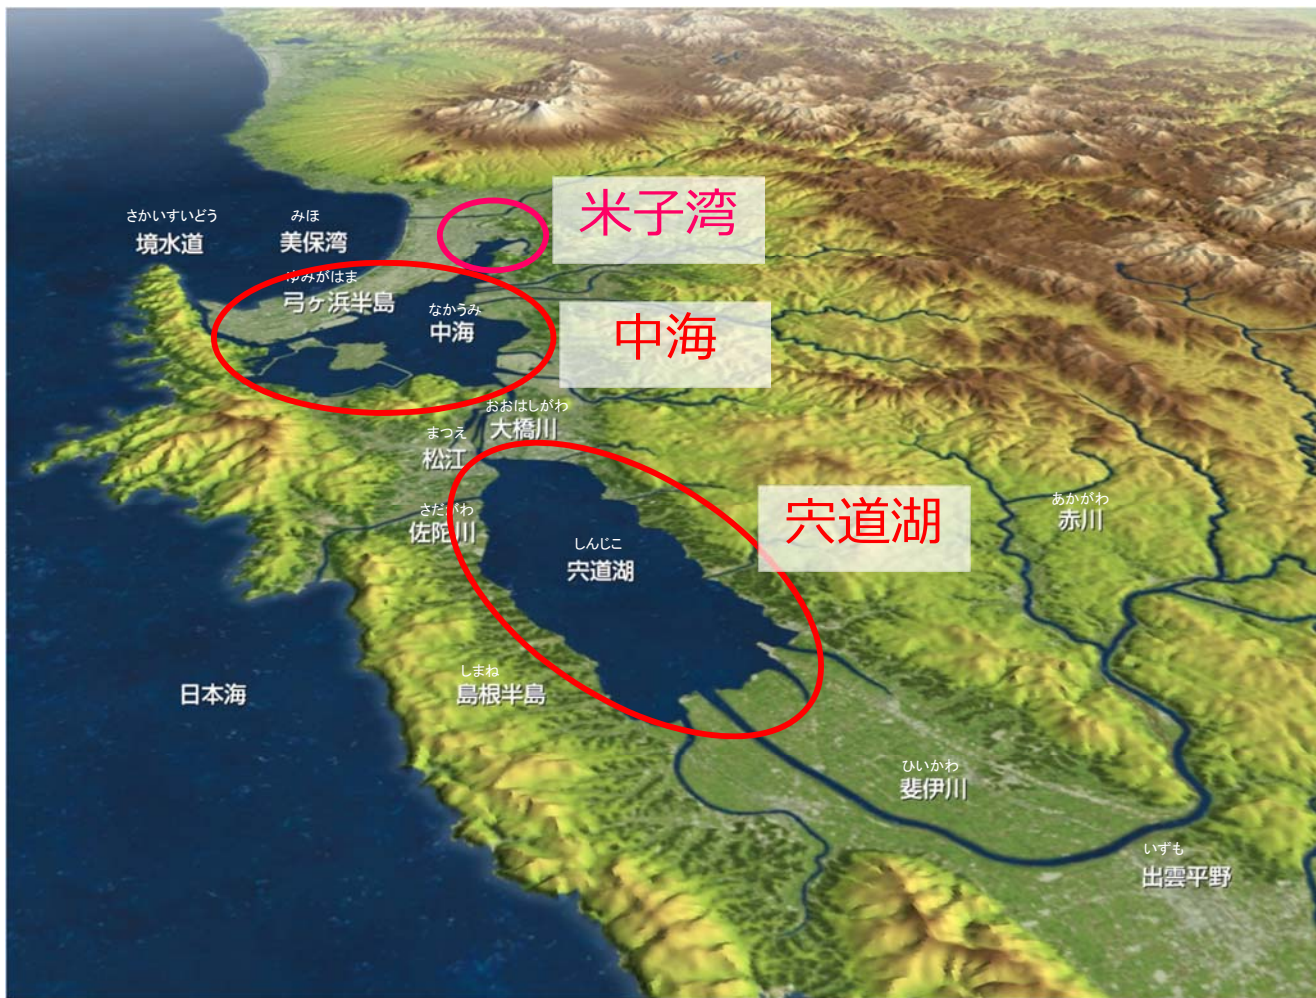 米子湾
さかいすいどう
境水道
みほ
美保湾
ゆみがはま
弓ヶ浜半島
なかうみ
中海
中海
おおはしがわ
大橋川
まつえ
松江
さだがわ
佐陀川
しんじこ
宍道湖
宍道湖
あかがわ
赤川
しまね
島根半島
日本海
ひいかわ
斐伊川
いずも
出雲平野